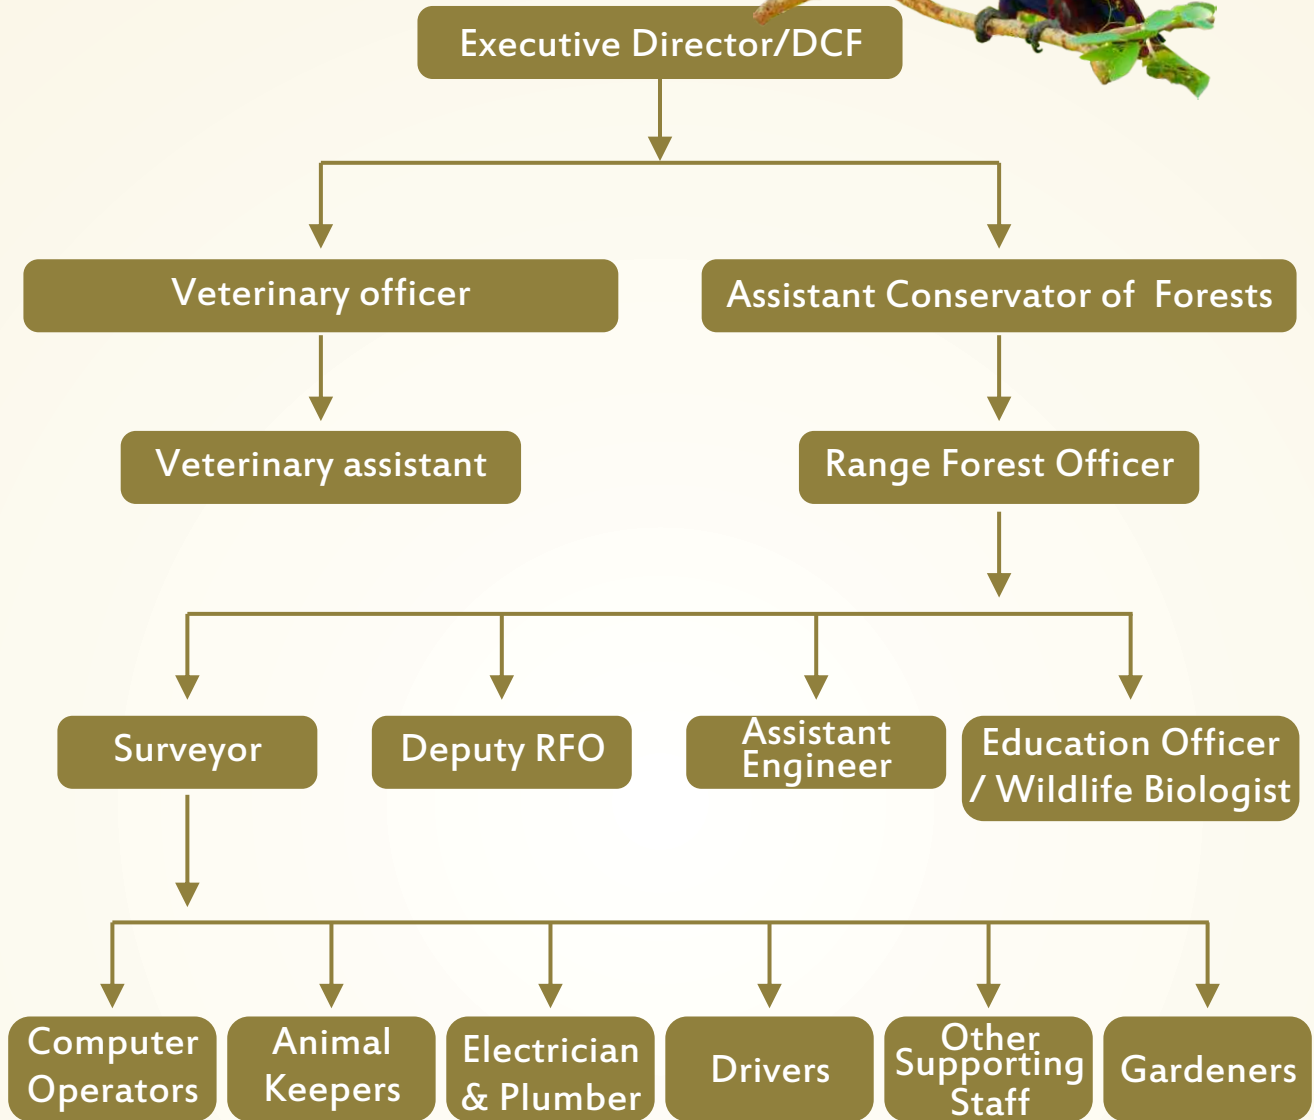 Executive Director/DCF
Veterinary officer
Assistant Conservator of Forests
Veterinary assistant
Range Forest Officer
Surveyor
Deputy RFO
Assistant
Engineer
Education Officer
/ Wildlife Biologist
Computer
Operators
Animal
Keepers
Electrician
& Plumber
Drivers
Other
Supporting
Staff
Gardeners